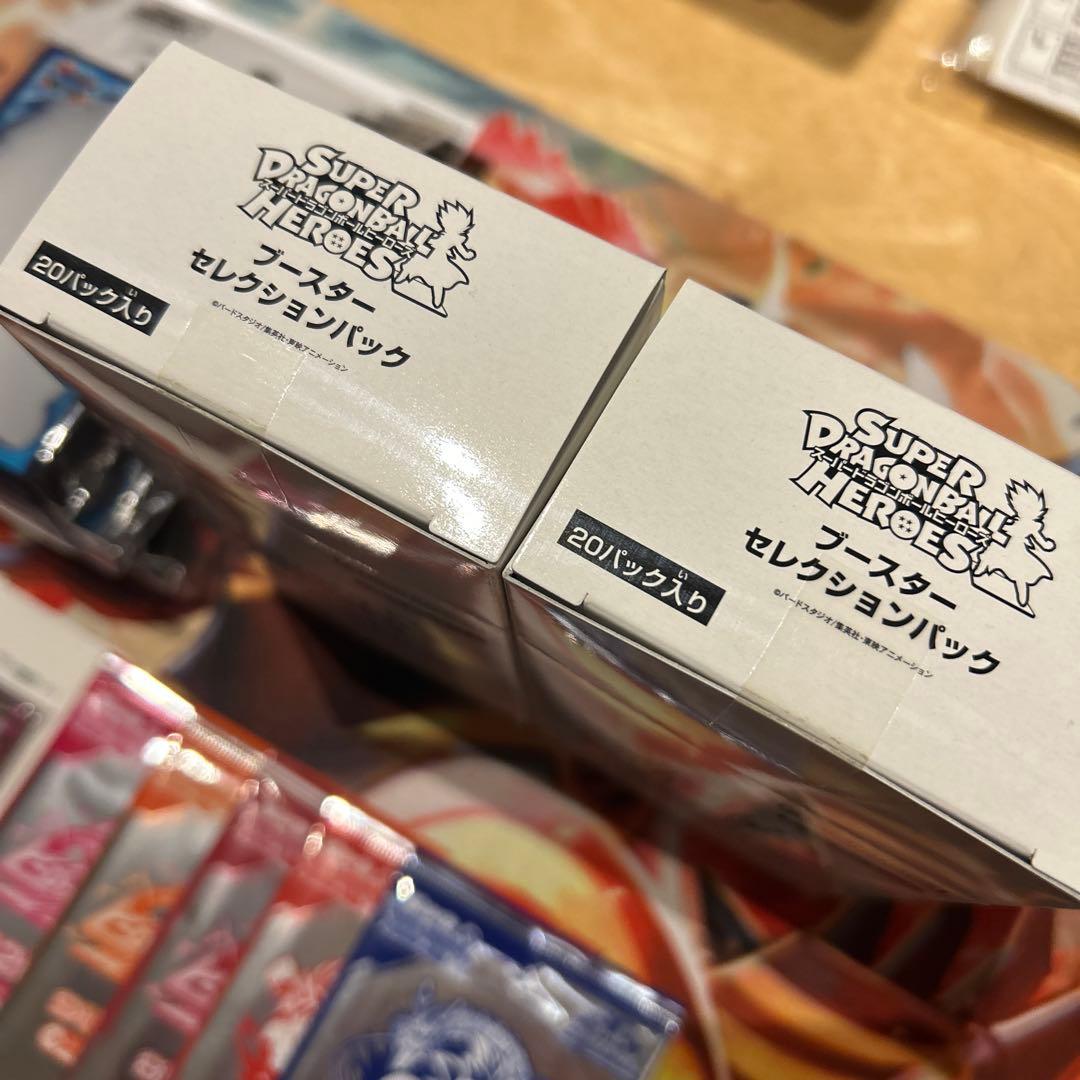 SUPER
DRAGONBALL
スーパードラゴンボールヒーローズ
HEROES
ブースター
セレクションパック
20パック入り
い
©バードスタジオ/集英社・東映アニメーション
SUPER
DRAGONBALL
スーパードラゴンボールヒーローズ
HEROES
ブースター
セレクションパック
20パック入り
い
©バードスタジオ/集英社・東映アニメーション